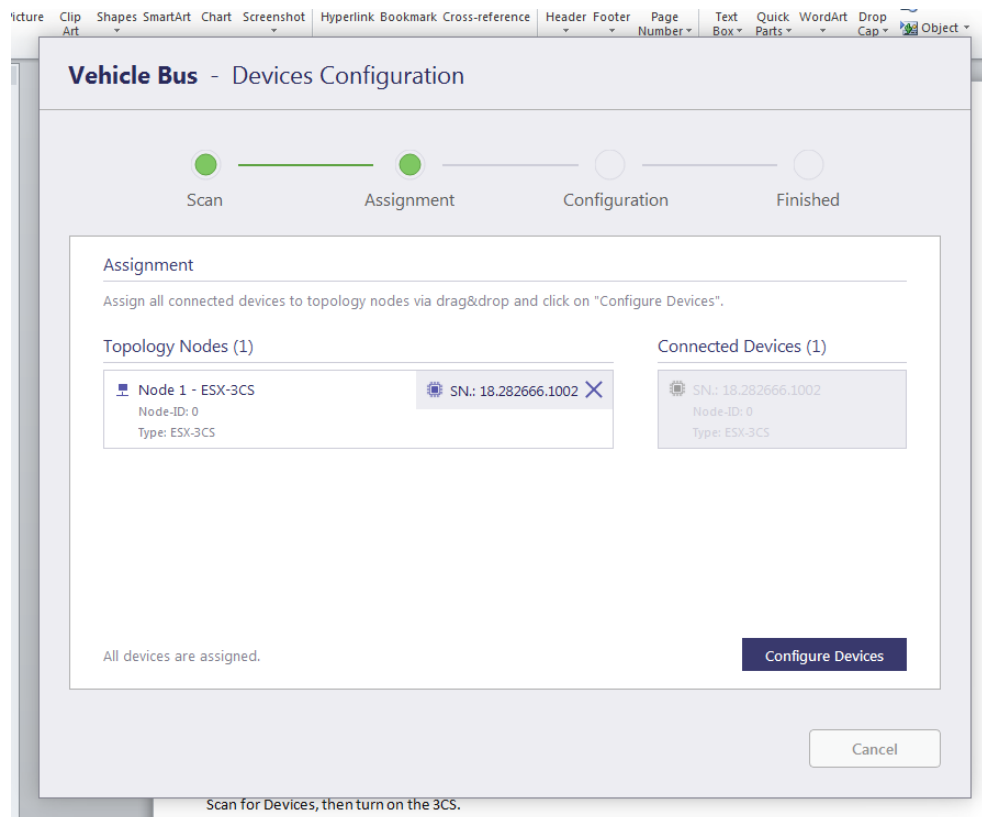 Clip Shapes SmartArt Chart Screenshot Hyperlink Bookmark Cross-reference Header Footer Page Text Quick WordArt Drop
Art Number Box Parts Cap Object
Vehicle Bus - Devices Configuration
Scan Assignment Configuration Finished
Assignment
Assign all connected devices to topology nodes via drag&drop and click on "Configure Devices".
Topology Nodes (1)
Connected Devices (1)
Node 1 - ESX-3CS
SN.: 18.282666.1002
Node-ID: 0
Type: ESX-3CS
SN.: 18.282666.1002
Node-ID: 0
Type: ESX-3CS
All devices are assigned.
Configure Devices
Cancel
Scan for Devices, then turn on the 3CS.